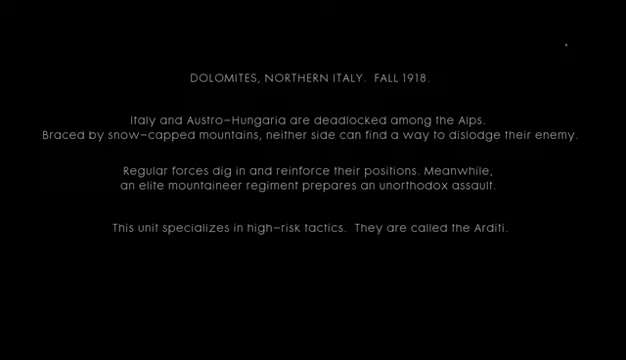 DOLOMITES, NORTHERN ITALY.  FALL 1918.
Italy and Austro-Hungaria are deadlocked among the Alps.
Braced by snow-capped mountains, neither side can find a way to dislodge their enemy.
Regular forces dig in and reinforce their positions. Meanwhile,
an elite mountaineer regiment prepares an unorthodox assault.
This unit specializes in high-risk tactics.  They are called the Arditi.